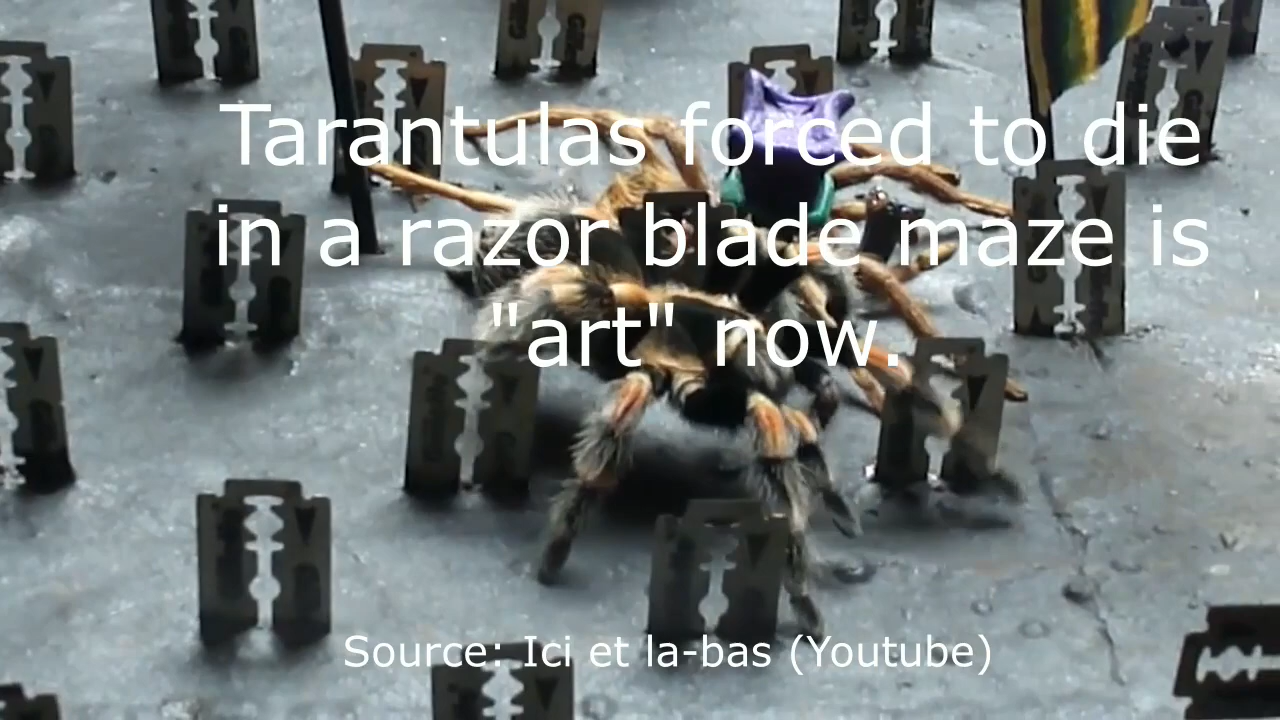 Tarantulas forced to die
in a razor blade maze is
"art" now.
Source: Ici et la-bas (Youtube)